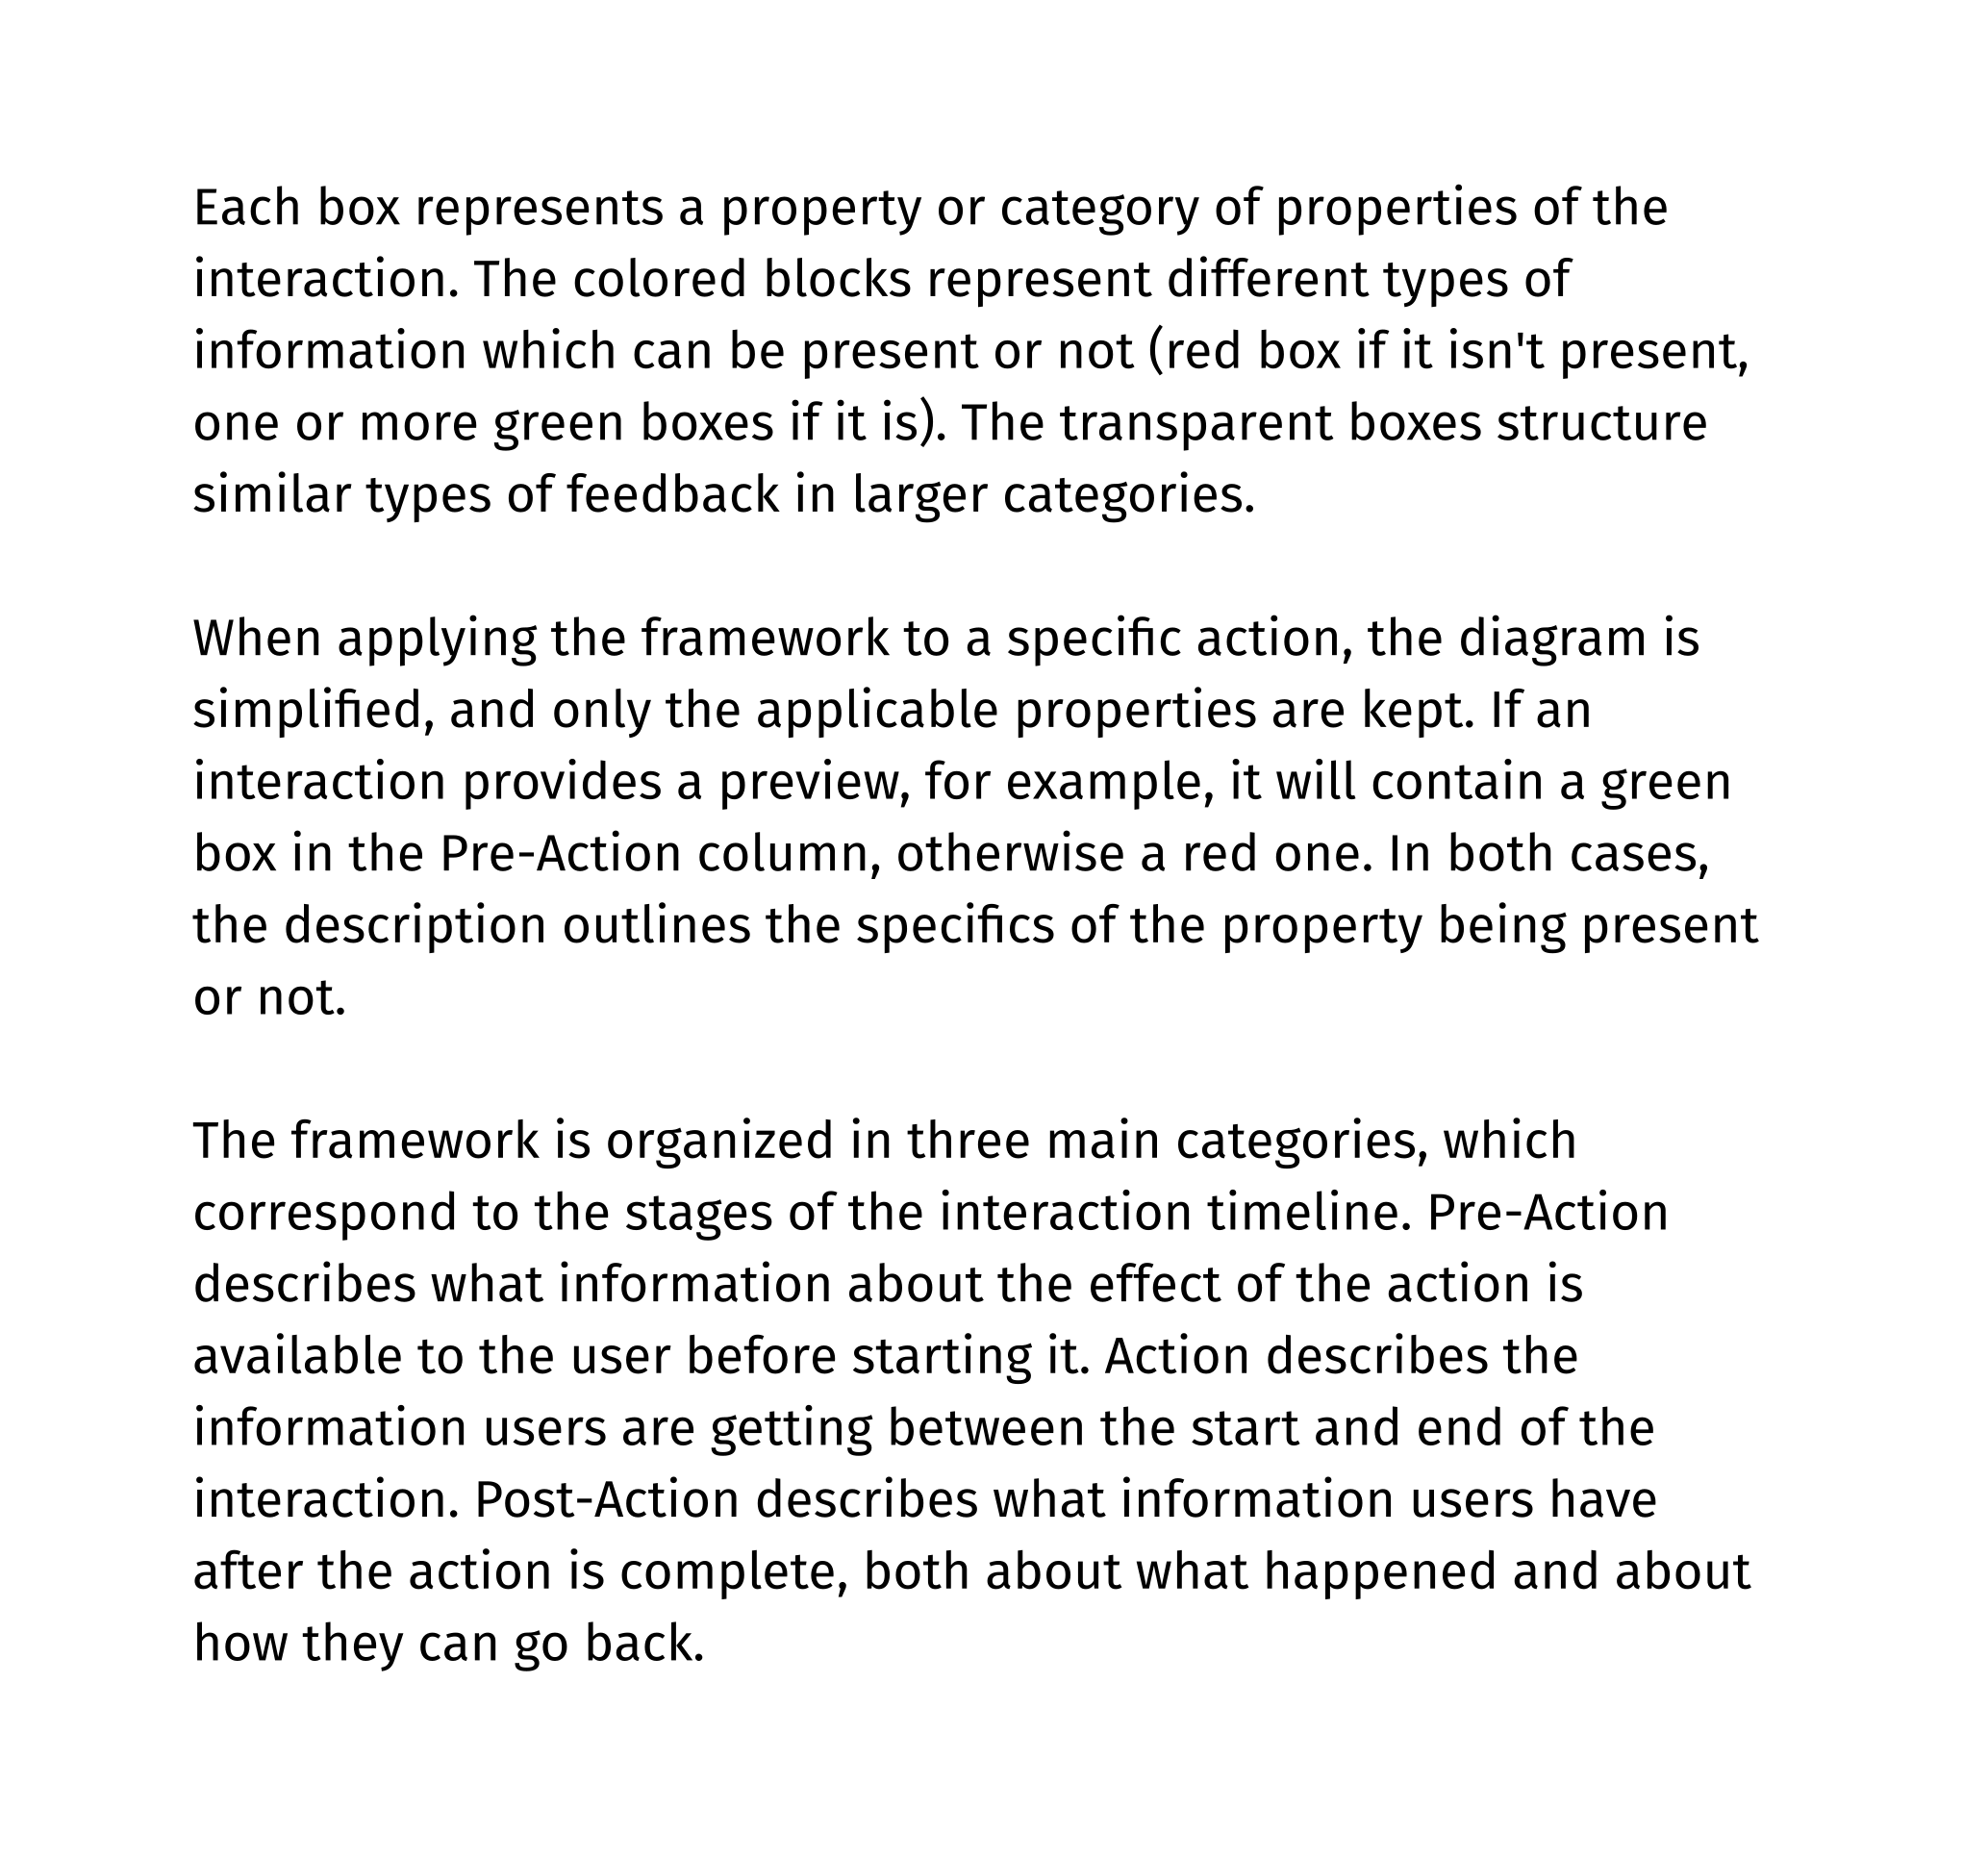 Each box represents a property or category of properties of the
interaction. The colored blocks represent different types of
information which can be present or not (red box if it isn't present,
one or more green boxes if it is). The transparent boxes structure
similar types of feedback in larger categories.
When applying the framework to a specific action, the diagram is
simplified, and only the applicable properties are kept. If an
interaction provides a preview, for example, it will contain a green
box in the Pre-Action column, otherwise a red one. In both cases,
the description outlines the specifics of the property being present
or not.
The framework is organized in three main categories, which
correspond to the stages of the interaction timeline. Pre-Action
describes what information about the effect of the action is
available to the user before starting it. Action describes the
information users are getting between the start and end of the
interaction. Post-Action describes what information users have
after the action is complete, both about what happened and about
how they can go back.